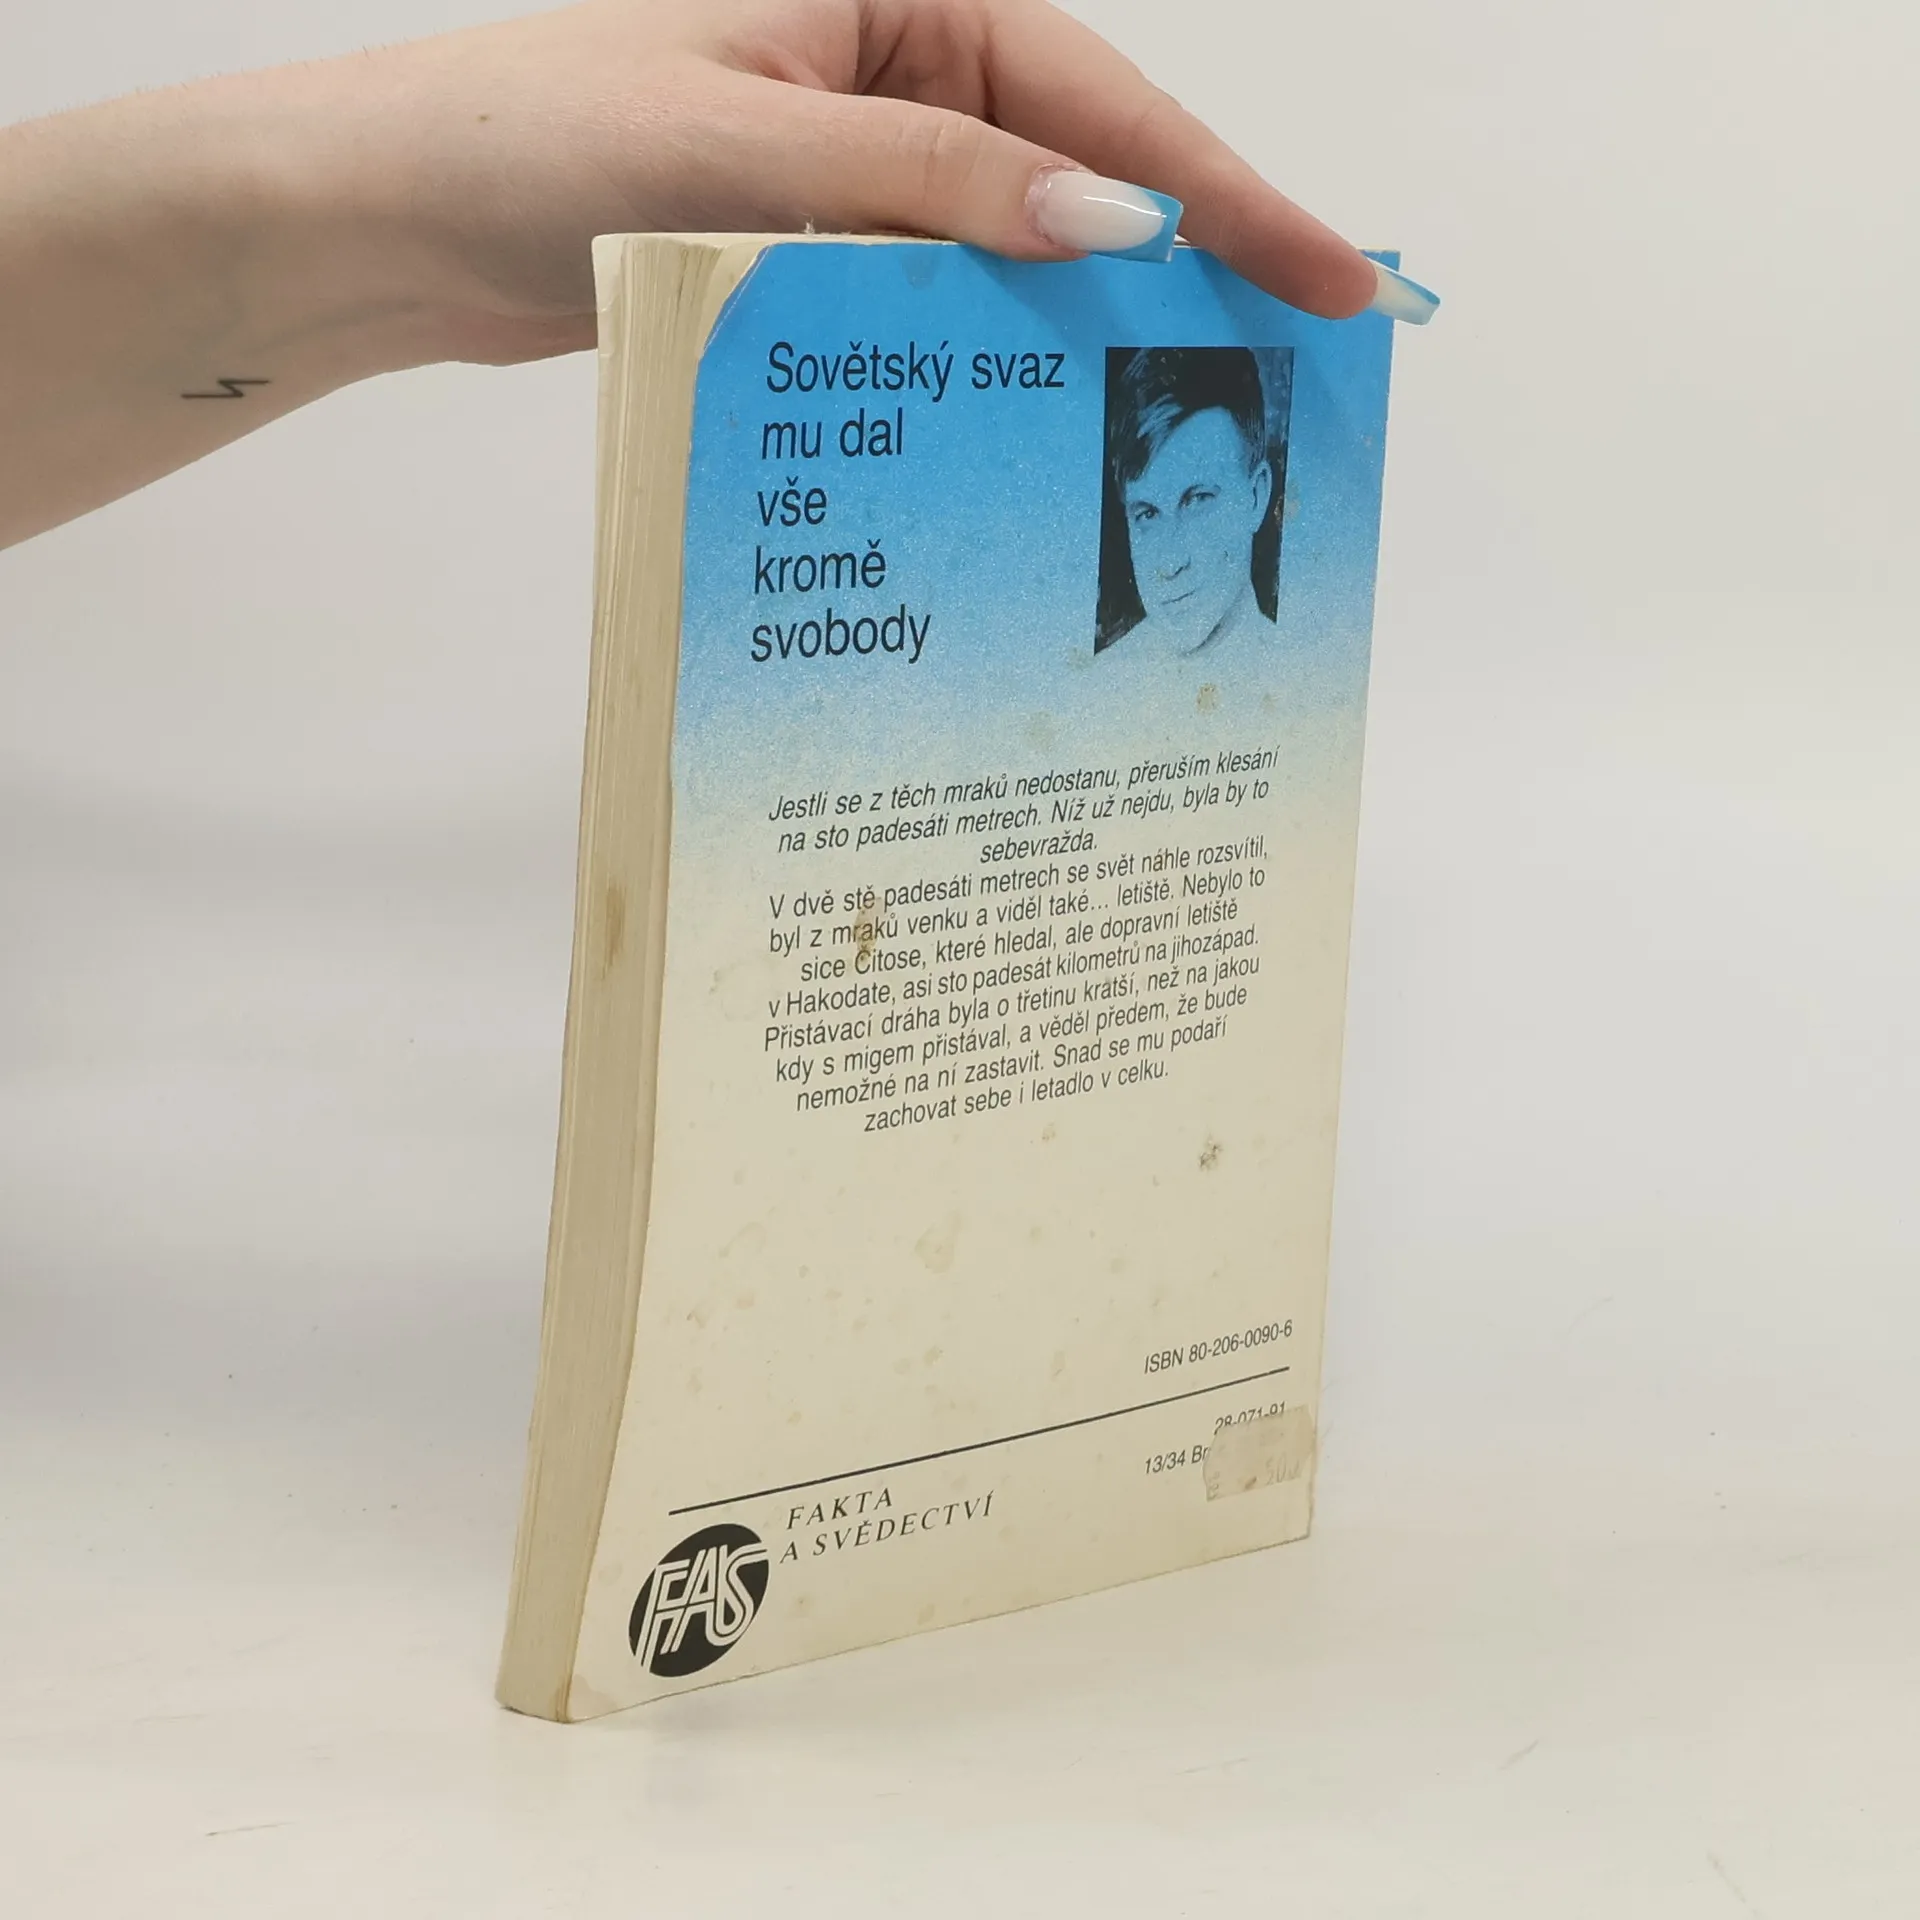 Sovětský svaz
mu dal
vše
kromě
svobody
Jestli se z těch mraků nedostanu, přeruším klesání
na sto padesáti metrech. Níž už nejdu, byla by to
sebevražda.
V dvě stě padesáti metrech se svět náhle rozsvítil,
byl z mraků venku a viděl také... letiště. Nebylo to
sice Čitose, které hledal, ale dopravní letiště
v Hakodate, asi sto padesát kilometrů na jihozápad.
Přistávací dráha byla o třetinu kratší, než na jakou
kdy s migem přistával, a věděl předem, že bude
nemožné na ní zastavit. Snad se mu podaří
zachovat sebe i letadlo v celku.
ISBN 80-206-0090-6
28-071-91
13/34 Br
FAKTA
A SVĚDECTVÍ
FAS